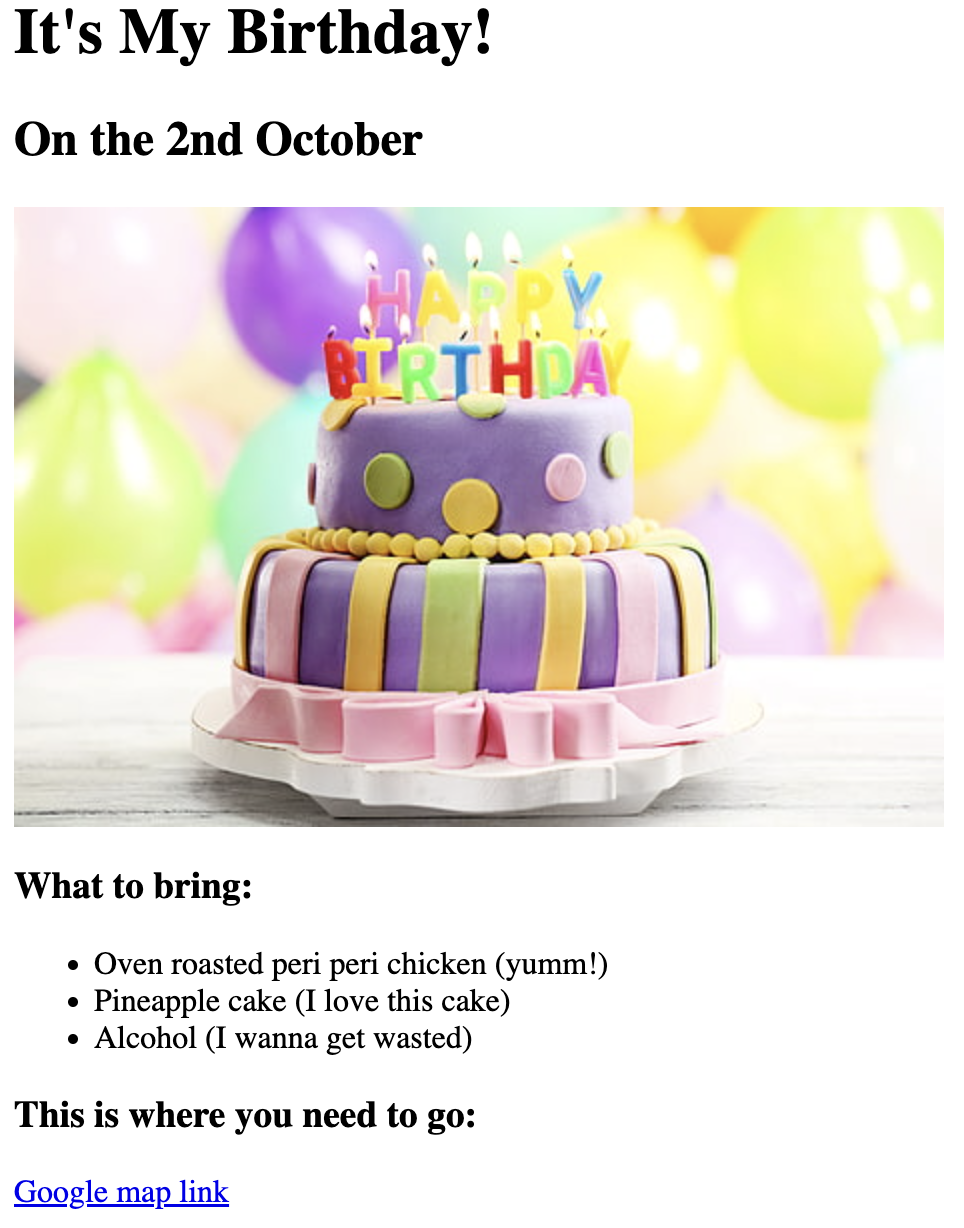 It's My Birthday!
On the 2nd October
HAPPY
BIRTHDAY
What to bring:
Oven roasted peri peri chicken (yumm!)
Pineapple cake (I love this cake)
Alcohol (I wanna get wasted)
This is where you need to go:
Google map link